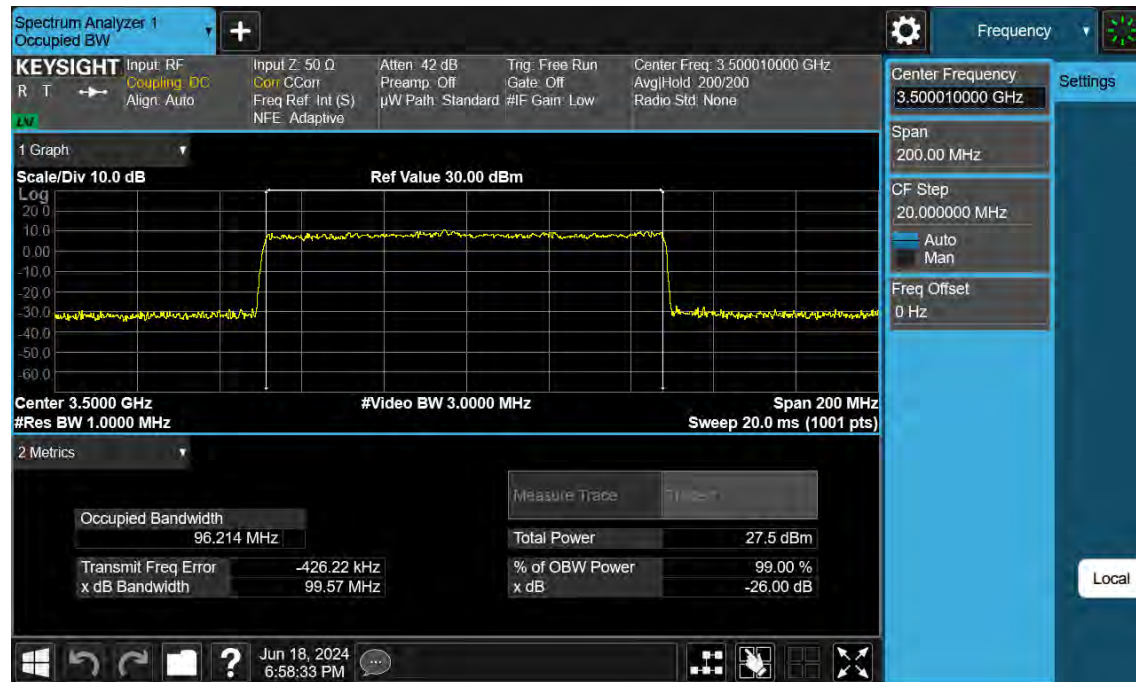 Spectrum Analyzer 1
Occupied BW
+
Frequency
KEYSIGHT Input: RF
R T
Coupling: DC
Align: Auto
Input Z: 50 Ω
Corr CCorr
Freq Ref: Int (S)
NFE: Adaptive
Atten: 42 dB
Preamp: Off
µW Path: Standard
Trig: Free Run
Gate: Off
#IF Gain: Low
Center Freq: 3.500010000 GHz
Avg|Hold: 200/200
Radio Std: None
Center Frequency
3.500010000 GHz
Settings
Span
200.00 MHz
CF Step
20.000000 MHz
Auto
Man
Freq Offset
0 Hz
Local
1 Graph
Scale/Div 10.0 dB
Ref Value 30.00 dBm
Log
20.0
10.0
0.00
-10.0
-20.0
-30.0
-40.0
-50.0
-60.0
Center 3.5000 GHz
#Video BW 3.0000 MHz
Span 200 MHz
#Res BW 1.0000 MHz
Sweep 20.0 ms (1001 pts)
2 Metrics
Measure Trace
Occupied Bandwidth
96.214 MHz
Total Power 27.5 dBm
Transmit Freq Error -426.22 kHz
% of OBW Power 99.00 %
x dB Bandwidth 99.57 MHz
x dB -26.00 dB
?
Jun 18, 2024
6:58:33 PM